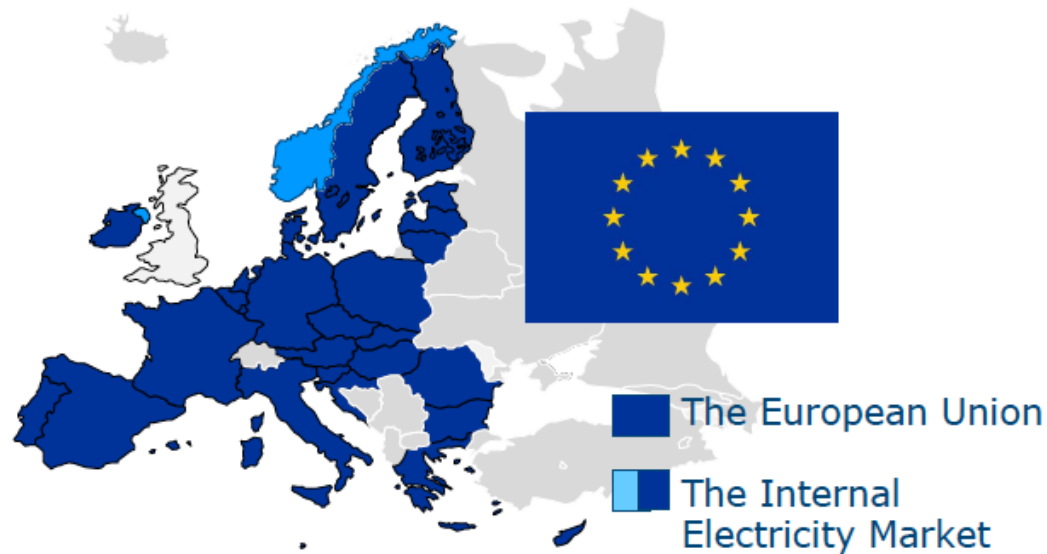 The European Union
The Internal
Electricity Market